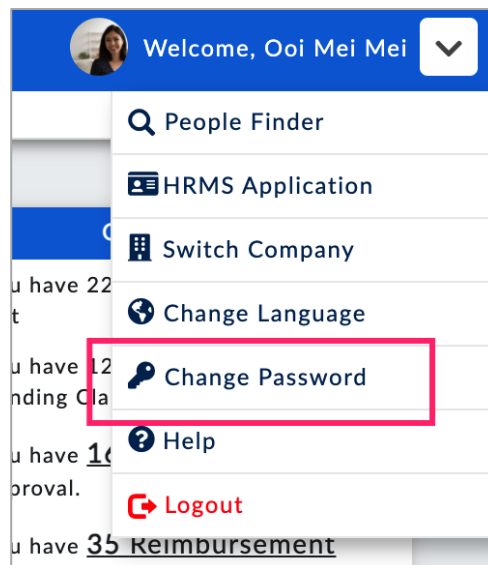 Welcome, Ooi Mei Mei
People Finder
HRMS Application
Switch Company
Change Language
Change Password
Help
Logout
u have 22
t
u have 12
nding Cla
u have 16
proval.
u have 35 Reimbursement